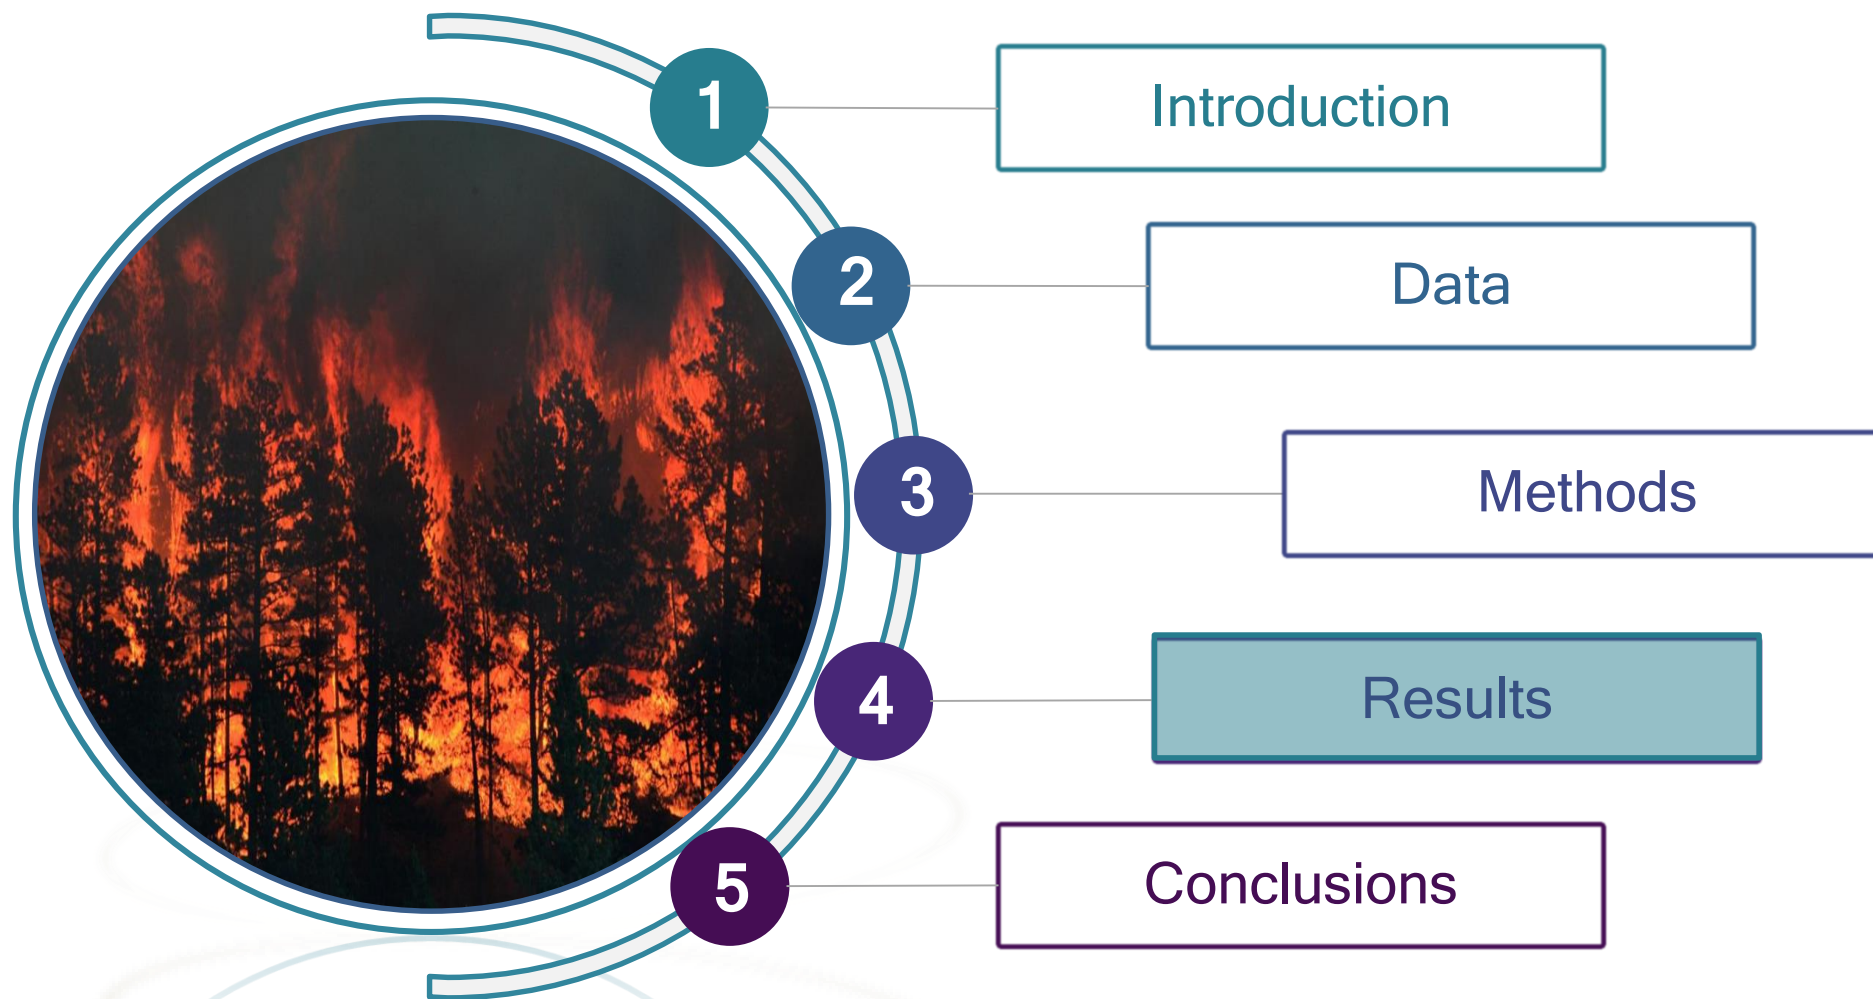 1 Introduction
2 Data
3 Methods
4 Results
5 Conclusions